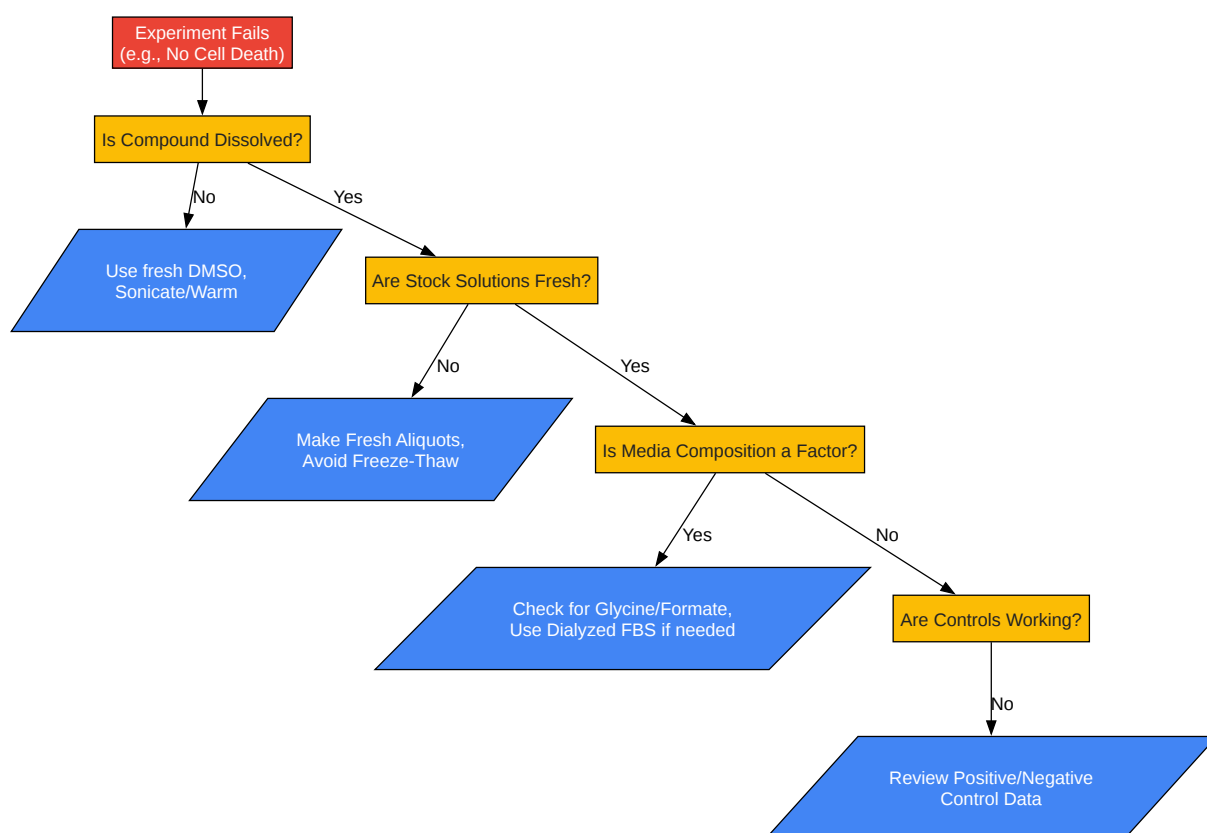 Experiment Fails
(e.g., No Cell Death)
Is Compound Dissolved?
No
Yes
Use fresh DMSO,
Sonicate/Warm
Are Stock Solutions Fresh?
No
Yes
Make Fresh Aliquots,
Avoid Freeze-Thaw
Is Media Composition a Factor?
Yes
No
Check for Glycine/Formate,
Use Dialyzed FBS if needed
Are Controls Working?
No
Review Positive/Negative
Control Data